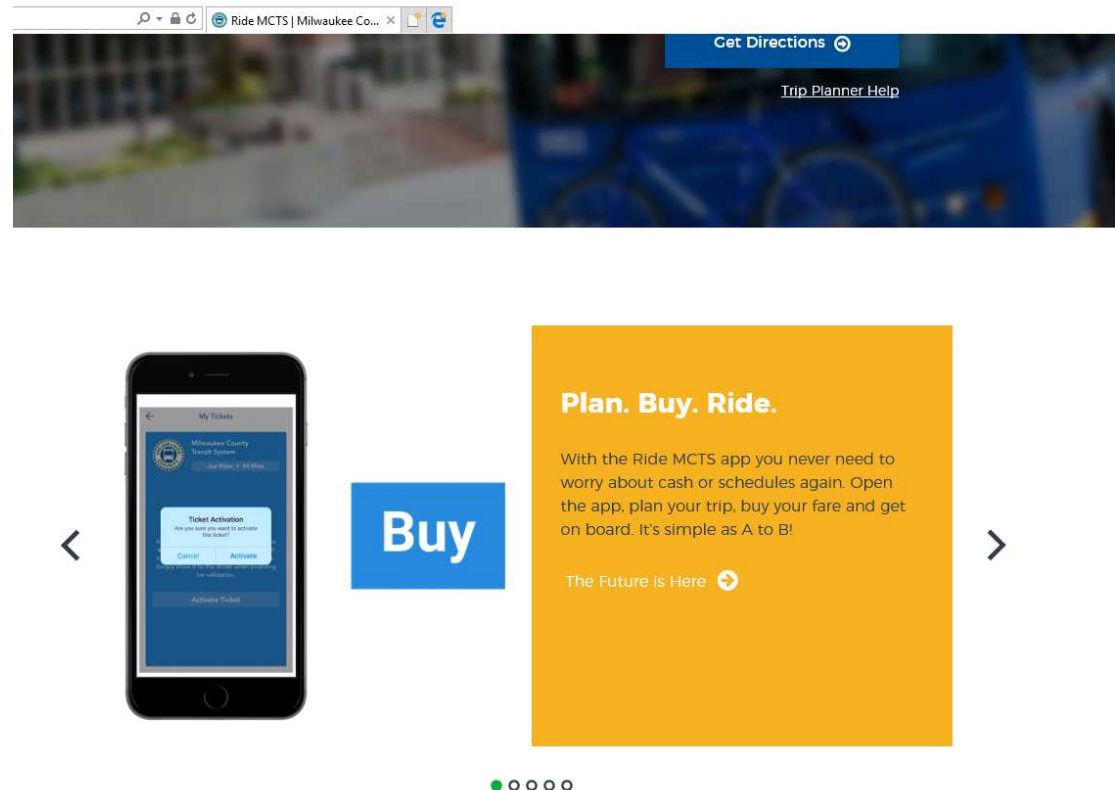 Ride MCTS | Milwaukee Co...
Get Directions
Trip Planner Help
My Tickets
Milwaukee County
Transit System
Ticket Activation
Are you sure you want to activate
this ticket?
Cancel
Activate
for validation.
Activate Ticket
Buy
Plan. Buy. Ride.
With the Ride MCTS app you never need to
worry about cash or schedules again. Open
the app, plan your trip, buy your fare and get
on board. It's simple as A to B!
The Future is Here